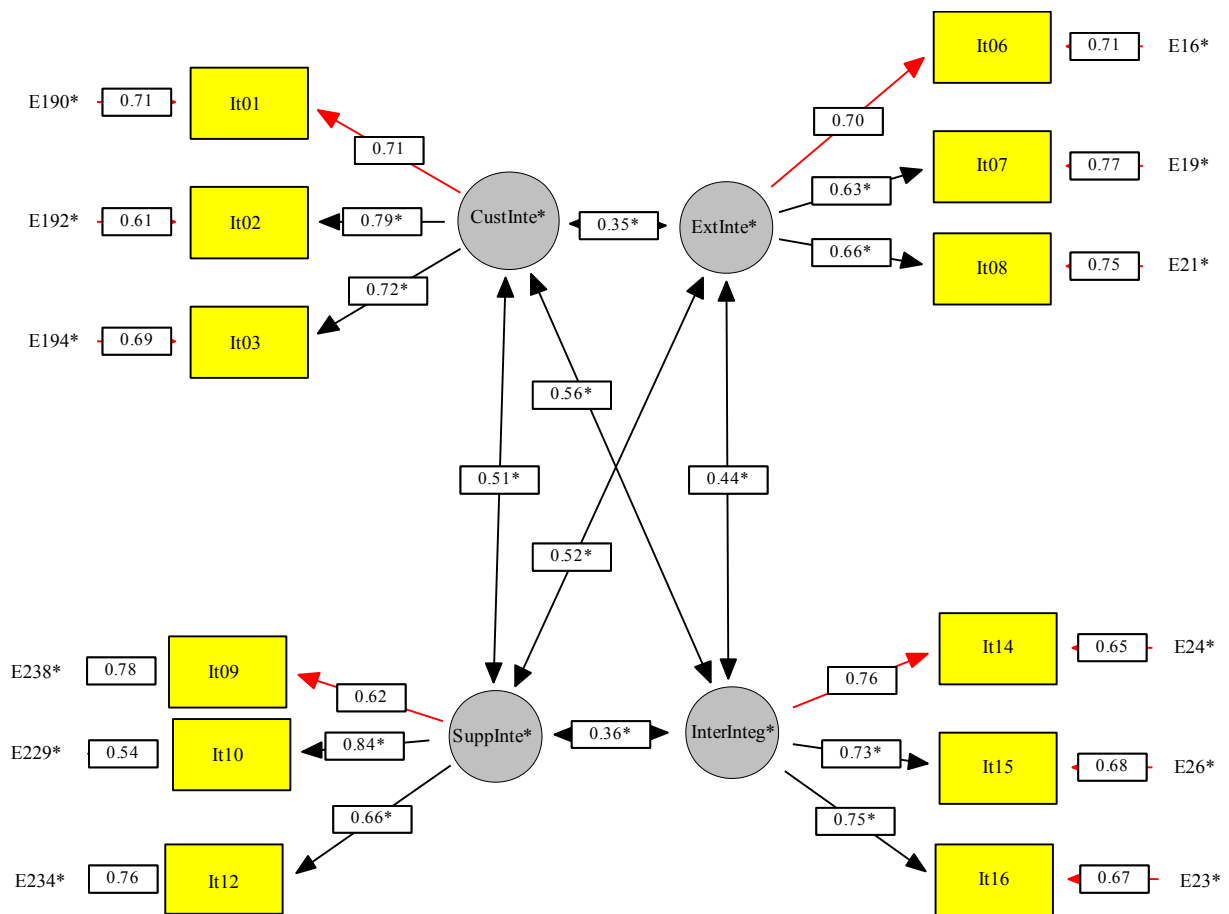 It06
0.71
E16*
E190*
0.71
It01
0.70
0.71
It07
0.77
E19*
0.63*
E192*
0.61
It02
0.79*
CustInte*
0.35*
ExtInte*
0.66*
It08
0.75
E21*
0.72*
E194*
0.69
It03
0.56*
0.51*
0.44*
0.52*
It14
0.65
E24*
E238*
0.78
It09
0.62
0.76
SuppInte*
0.36*
InterInteg*
E229*
0.54
It10
0.84*
0.73*
It15
0.68
E26*
0.66*
0.75*
E234*
0.76
It12
It16
0.67
E23*